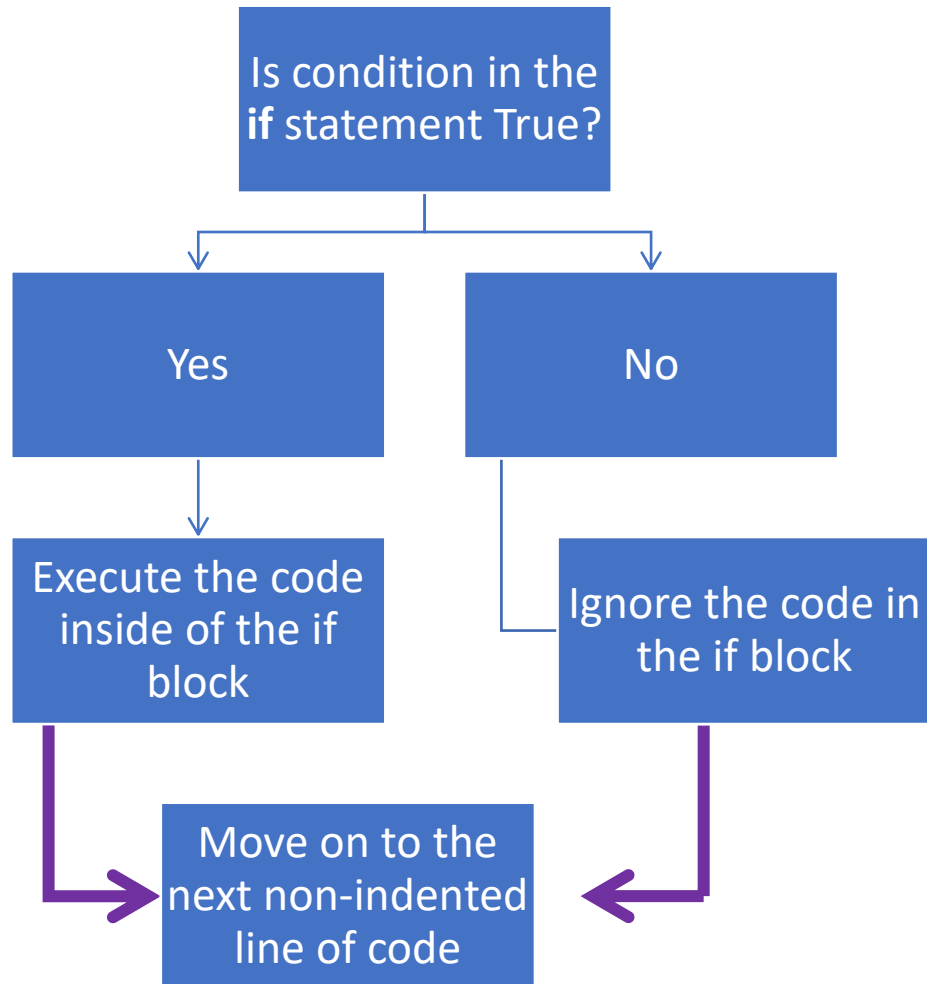 Is condition in the
if statement True?
Yes
No
Execute the code
inside of the if
block
Ignore the code in
the if block
Move on to the
next non-indented
line of code